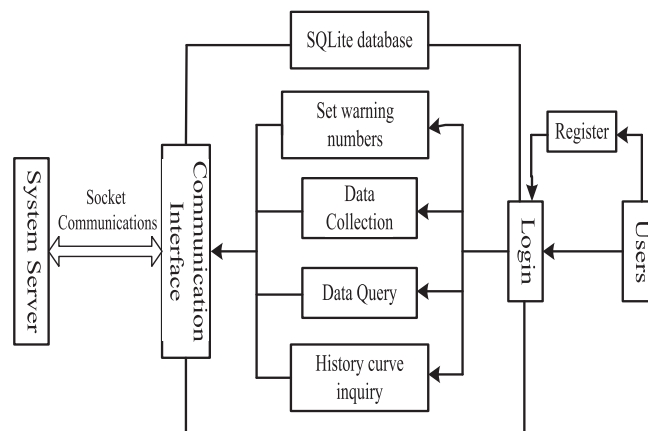 SQLite database
Set warning
numbers
Register
Data
Collection
Data Query
History curve
inquiry
Socket
Communications
System Server
Communication
Interface
Login
Users